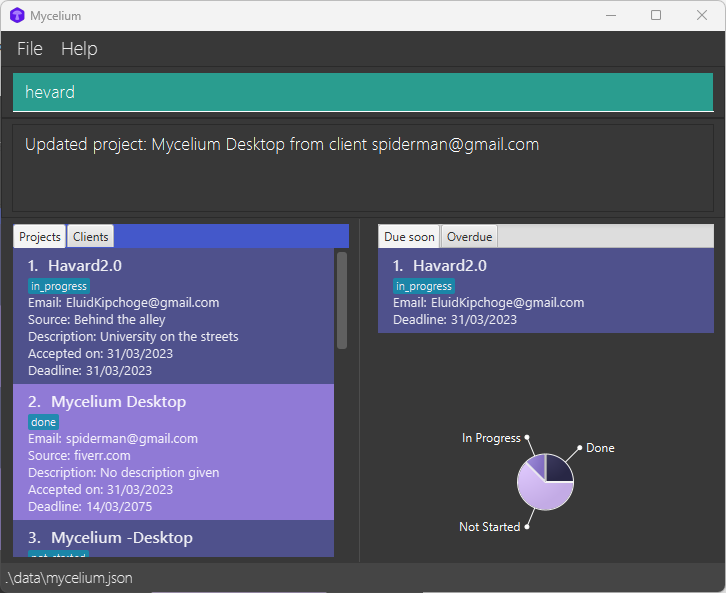 Mycelium
File Help
hevard
Updated project: Mycelium Desktop from client spiderman@gmail.com
Projects Clients
1. Havard2.0
in_progress
Email: EluidKipchoge@gmail.com
Source: Behind the alley
Description: University on the streets
Accepted on: 31/03/2023
Deadline: 31/03/2023
2. Mycelium Desktop
done
Email: spiderman@gmail.com
Source: fiverr.com
Description: No description given
Accepted on: 31/03/2023
Deadline: 14/03/2075
3. Mycelium -Desktop
not_started
Due soon Overdue
1. Havard2.0
in_progress
Email: EluidKipchoge@gmail.com
Deadline: 31/03/2023
In Progress
Done
Not Started
.\data\mycelium.json